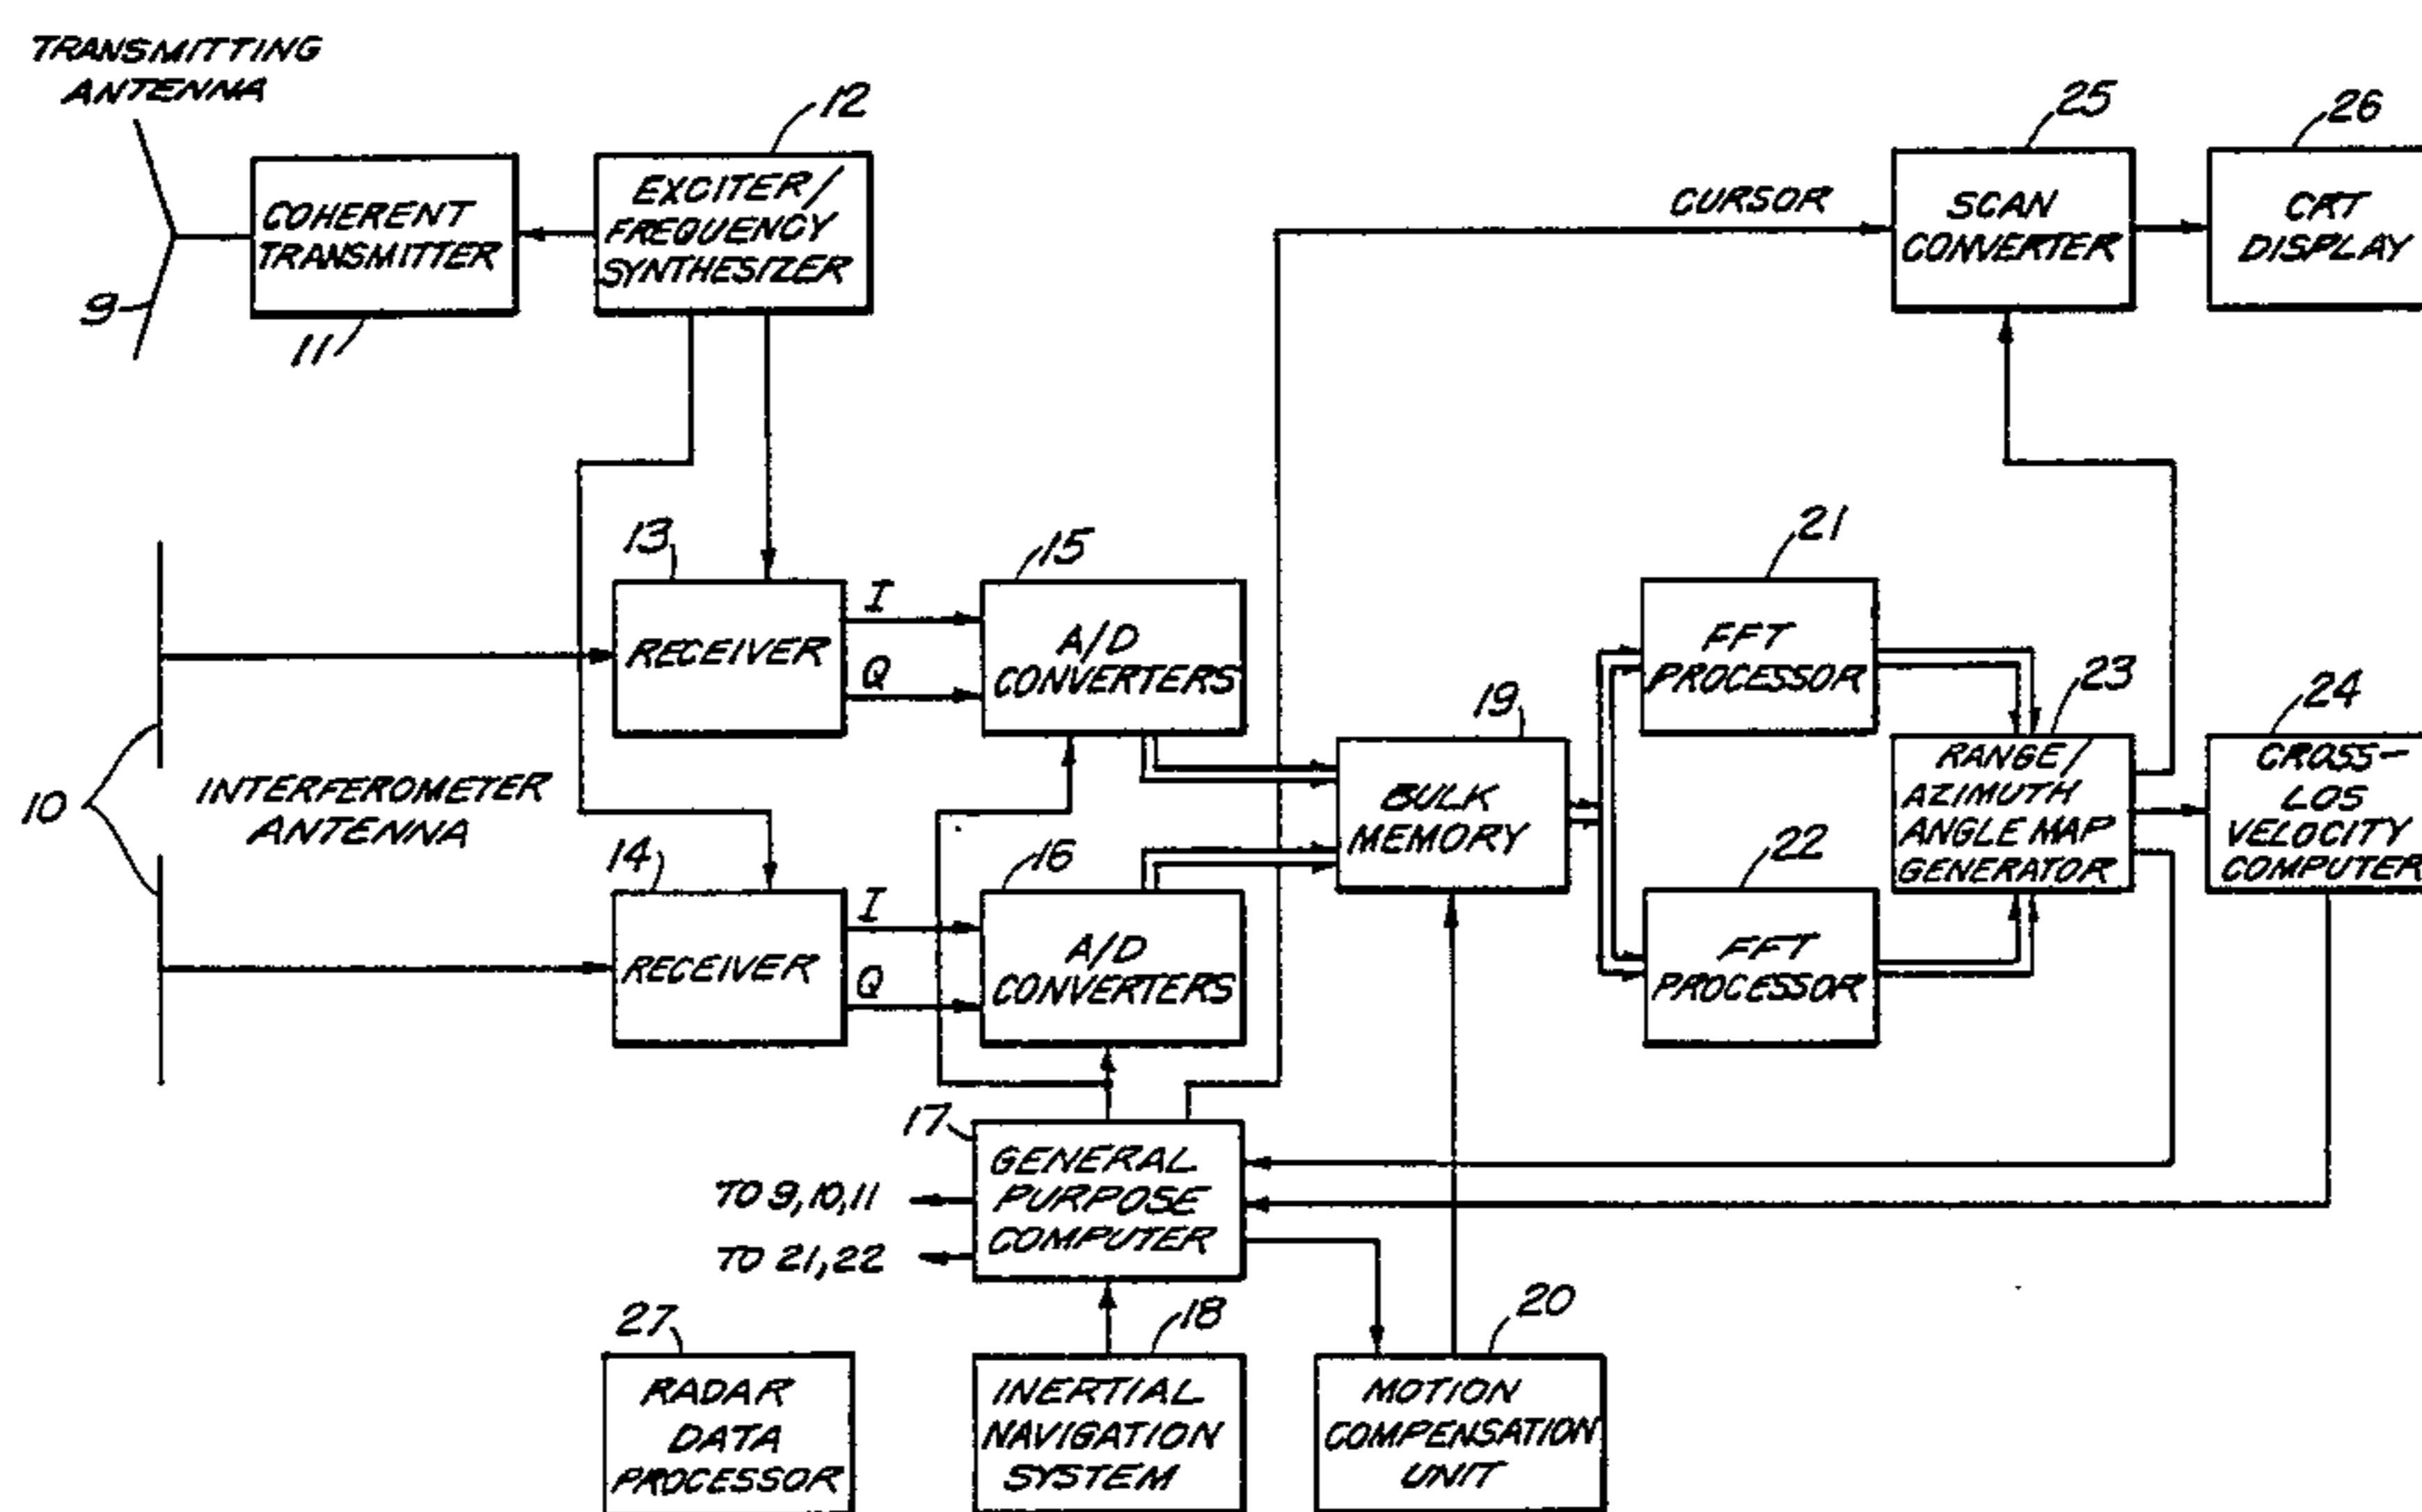 TRANSMITTING
ANTENNA
9
COHERENT
TRANSMITTER
11
12
EXCITER/
FREQUENCY
SYNTHESIZER
CURSOR
25
SCAN
CONVERTER
26
CRT
DISPLAY
10
INTERFEROMETER
ANTENNA
13
RECEIVER
I
Q
15
A/D
CONVERTERS
14
RECEIVER
I
Q
16
A/D
CONVERTERS
19
BULK
MEMORY
21
FFT
PROCESSOR
22
FFT
PROCESSOR
23
RANGE/
AZIMUTH
ANGLE MAP
GENERATOR
24
CROSS-
LOS
VELOCITY
COMPUTER
17
GENERAL
PURPOSE
COMPUTER
TO 9,10,11
TO 21,22
27
RADAR
DATA
PROCESSOR
18
INERTIAL
NAVIGATION
SYSTEM
20
MOTION
COMPENSATION
UNIT